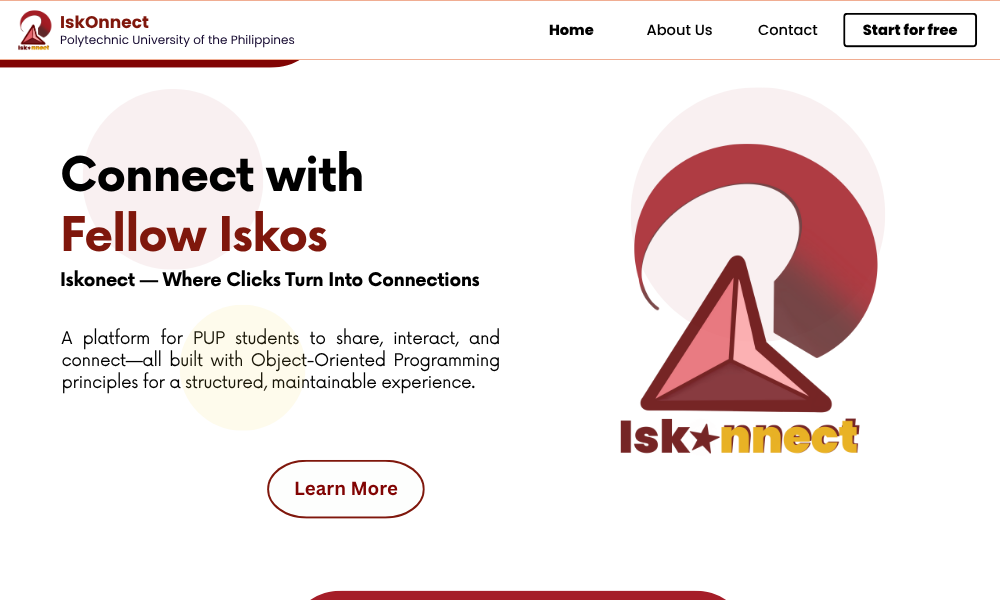 IskOnnect
Polytechnic University of the Philippines
Isk★nnect
Home
About Us
Contact
Start for free
Connect with
Fellow Iskos
Iskonect — Where Clicks Turn Into Connections
A platform for PUP students to share, interact, and
connect—all built with Object-Oriented Programming
principles for a structured, maintainable experience.
Learn More
Isk★nnect